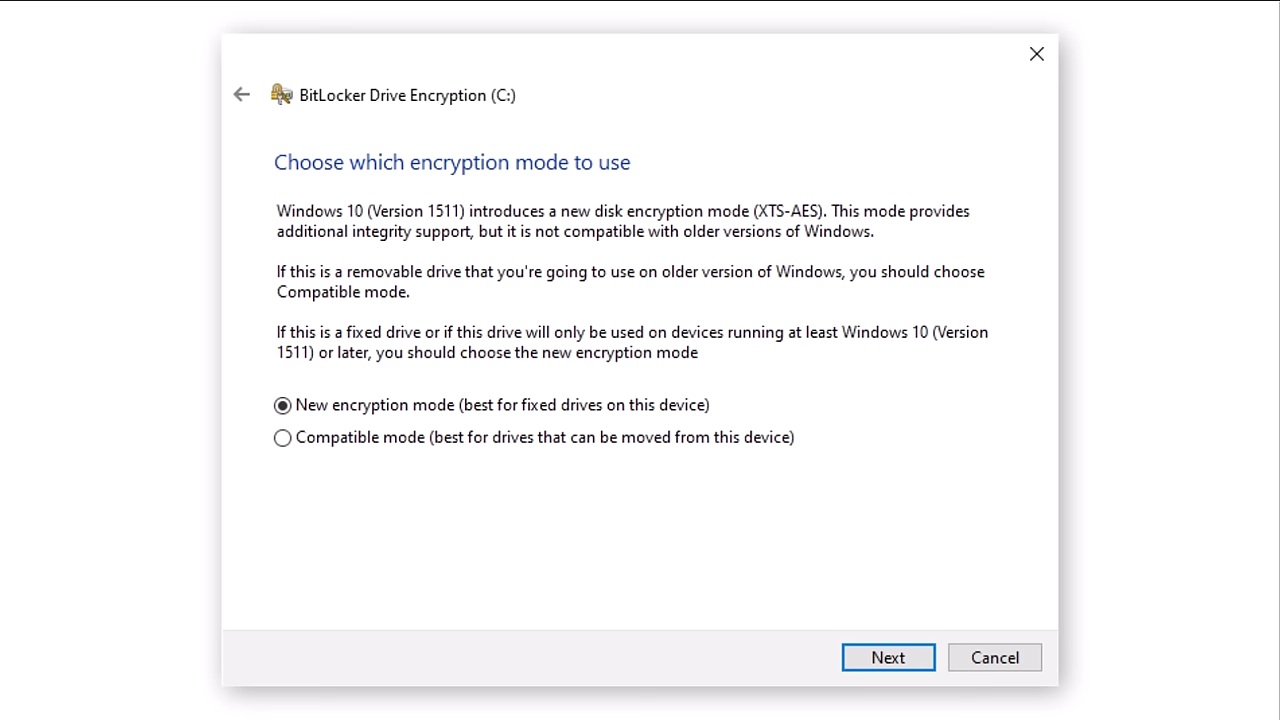 BitLocker Drive Encryption (C:)
Choose which encryption mode to use
Windows 10 (Version 1511) introduces a new disk encryption mode (XTS-AES). This mode provides
additional integrity support, but it is not compatible with older versions of Windows.
If this is a removable drive that you're going to use on older version of Windows, you should choose
Compatible mode.
If this is a fixed drive or if this drive will only be used on devices running at least Windows 10 (Version
1511) or later, you should choose the new encryption mode
New encryption mode (best for fixed drives on this device)
Compatible mode (best for drives that can be moved from this device)
Next
Cancel